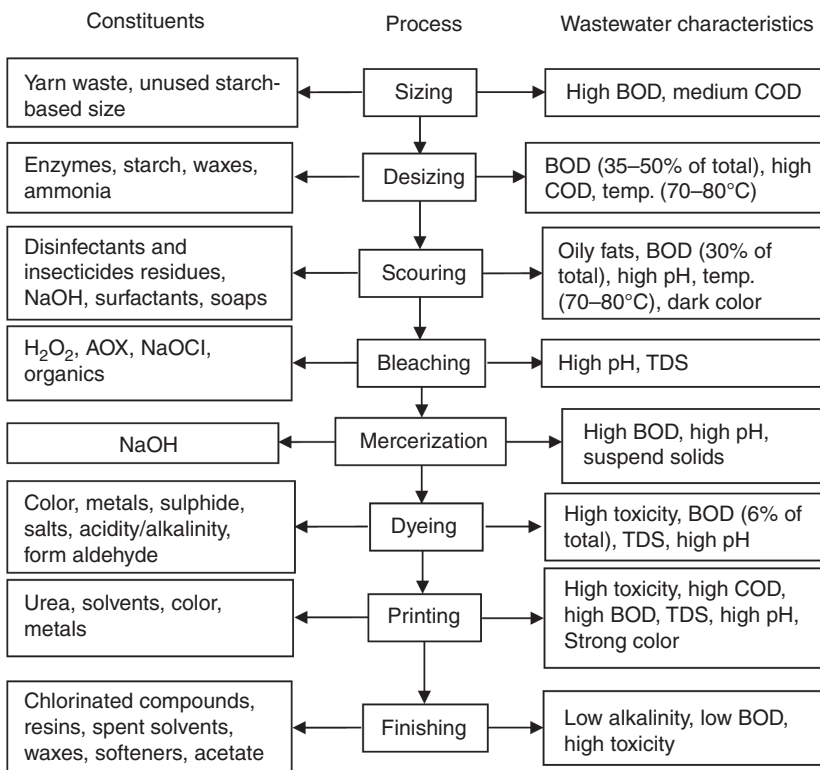 Constituents
Process
Wastewater characteristics
Yarn waste, unused starch-
based size
Sizing
High BOD, medium COD
Enzymes, starch, waxes,
ammonia
Desizing
BOD (35–50% of total), high
COD, temp. (70–80°C)
Disinfectants and
insecticides residues,
NaOH, surfactants, soaps
Scouring
Oily fats, BOD (30% of
total), high pH, temp.
(70–80°C), dark color
H₂O₂, AOX, NaOCl,
organics
Bleaching
High pH, TDS
NaOH
Mercerization
High BOD, high pH,
suspend solids
Color, metals, sulphide,
salts, acidity/alkalinity,
form aldehyde
Dyeing
High toxicity, BOD (6% of
total), TDS, high pH
Urea, solvents, color,
metals
Printing
High toxicity, high COD,
high BOD, TDS, high pH,
Strong color
Chlorinated compounds,
resins, spent solvents,
waxes, softeners, acetate
Finishing
Low alkalinity, low BOD,
high toxicity